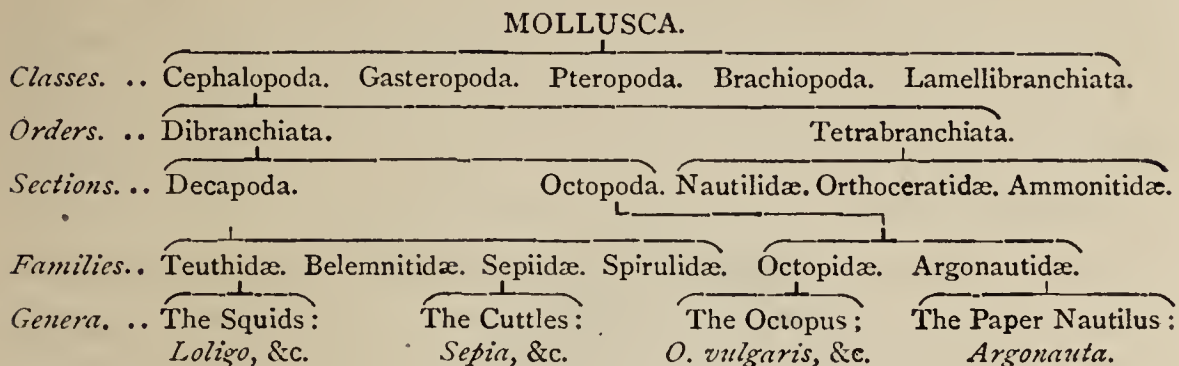 MOLLUSCA.
Classes. .. Cephalopoda. Gasteropoda. Pteropoda. Brachiopoda. Lamellibranchiata.
Orders. .. Dibranchiata. Tetrabranchiata.
Sections. .. Decapoda. Octopoda. Nautilidæ. Orthoceratidæ. Ammonitidæ.
Families.. Teuthidæ. Belemnitidæ. Sepiidæ. Spirulidæ. Octopidæ. Argonautidæ.
Genera. .. The Squids: The Cuttles: The Octopus; The Paper Nautilus:
Loligo, &c. Sepia, &c. O. vulgaris, &c. Argonauta.